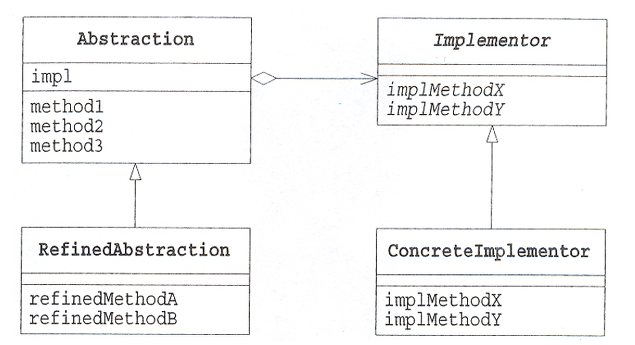 Abstraction
impl
method1
method2
method3
Implementor
implMethodX
implMethodY
RefinedAbstraction
refinedMethodA
refinedMethodB
ConcreteImplementor
implMethodX
implMethodY